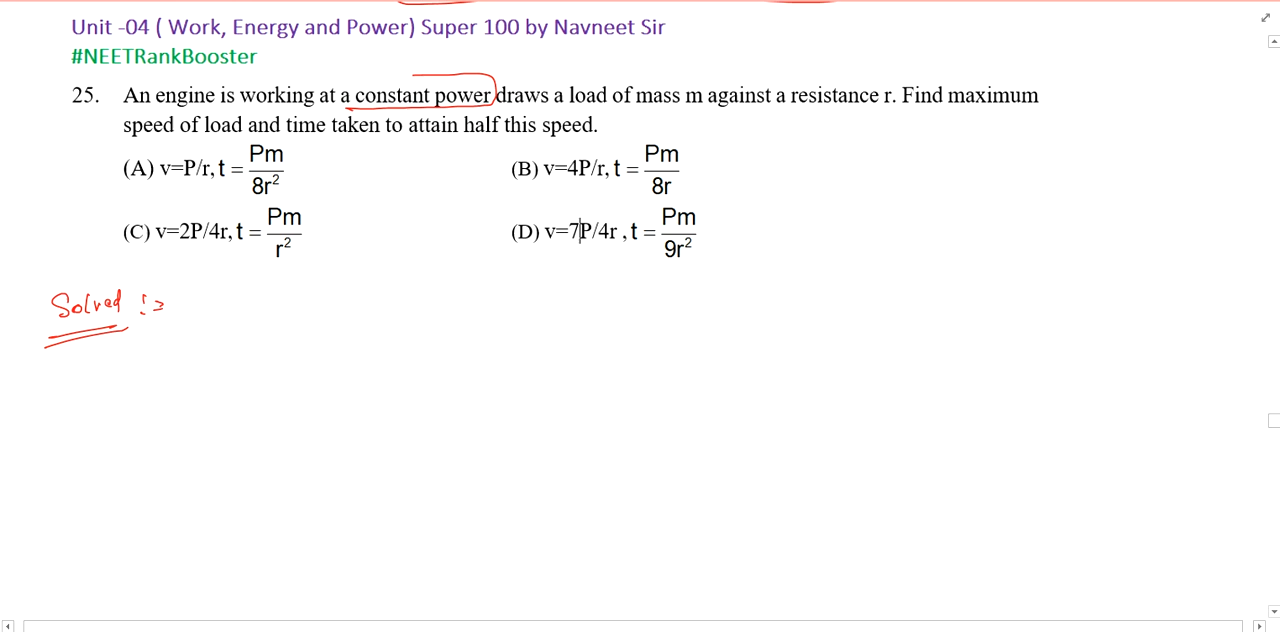 Unit -04 ( Work, Energy and Power) Super 100 by Navneet Sir
#NEETRankBooster
25. An engine is working at a constant power draws a load of mass m against a resistance r. Find maximum
speed of load and time taken to attain half this speed.
(A) v=P/r, t = Pm/8r² (B) v=4P/r, t = Pm/8r
(C) v=2P/4r, t = Pm/r² (D) v=7P/4r , t = Pm/9r²
Solved :-